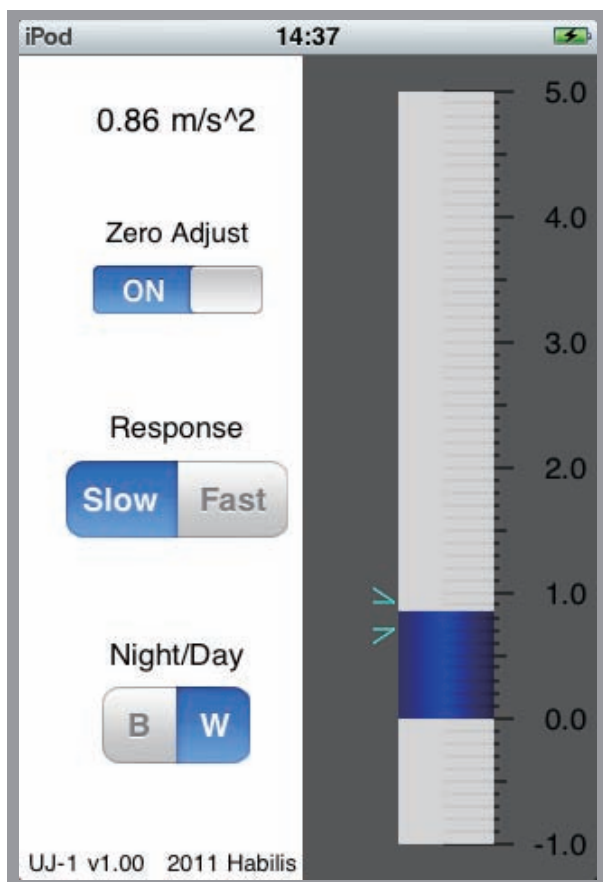 iPod 14:37
0.86 m/s^2
Zero Adjust
ON
Response
Slow Fast
Night/Day
B W
UJ-1 v1.00 2011 Habilis
5.0
4.0
3.0
2.0
1.0
0.0
-1.0